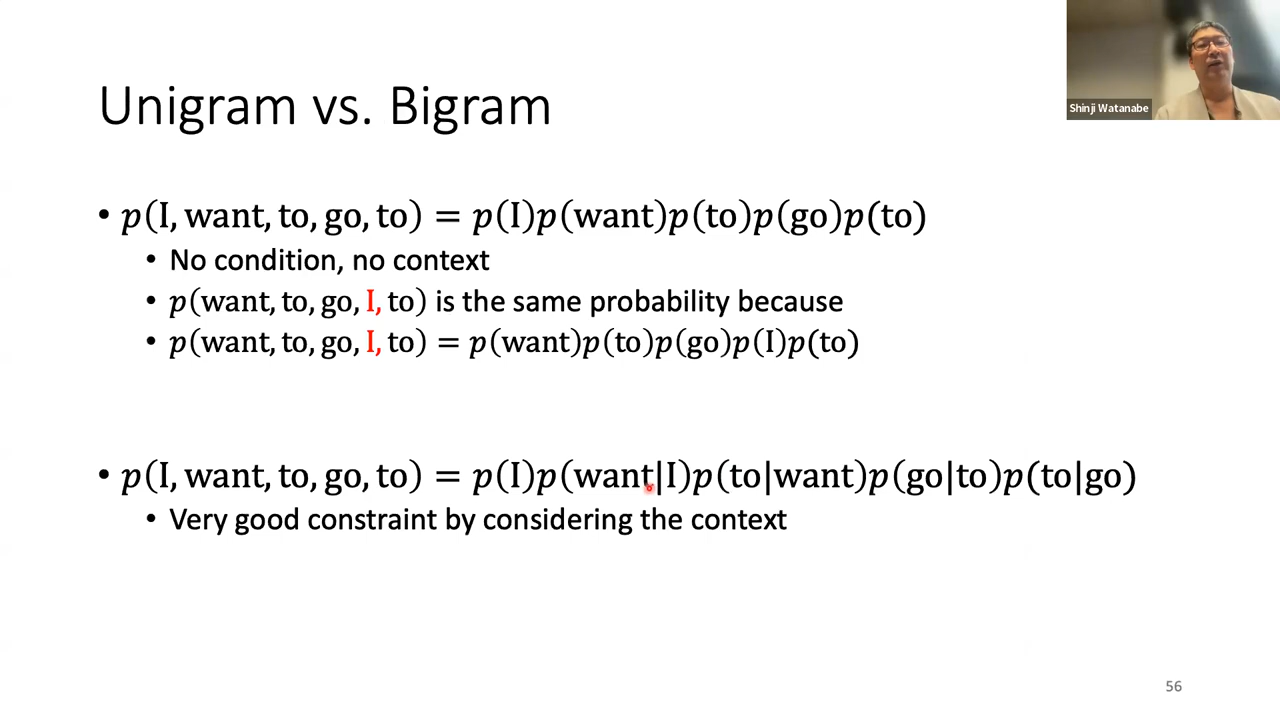 Shinji Watanabe
Unigram vs. Bigram
• p(I, want, to, go, to) = p(I)p(want)p(to)p(go)p(to)
• No condition, no context
• p(want, to, go, I, to) is the same probability because
• p(want, to, go, I, to) = p(want)p(to)p(go)p(I)p(to)
• p(I, want, to, go, to) = p(I)p(want|I)p(to|want)p(go|to)p(to|go)
• Very good constraint by considering the context
56